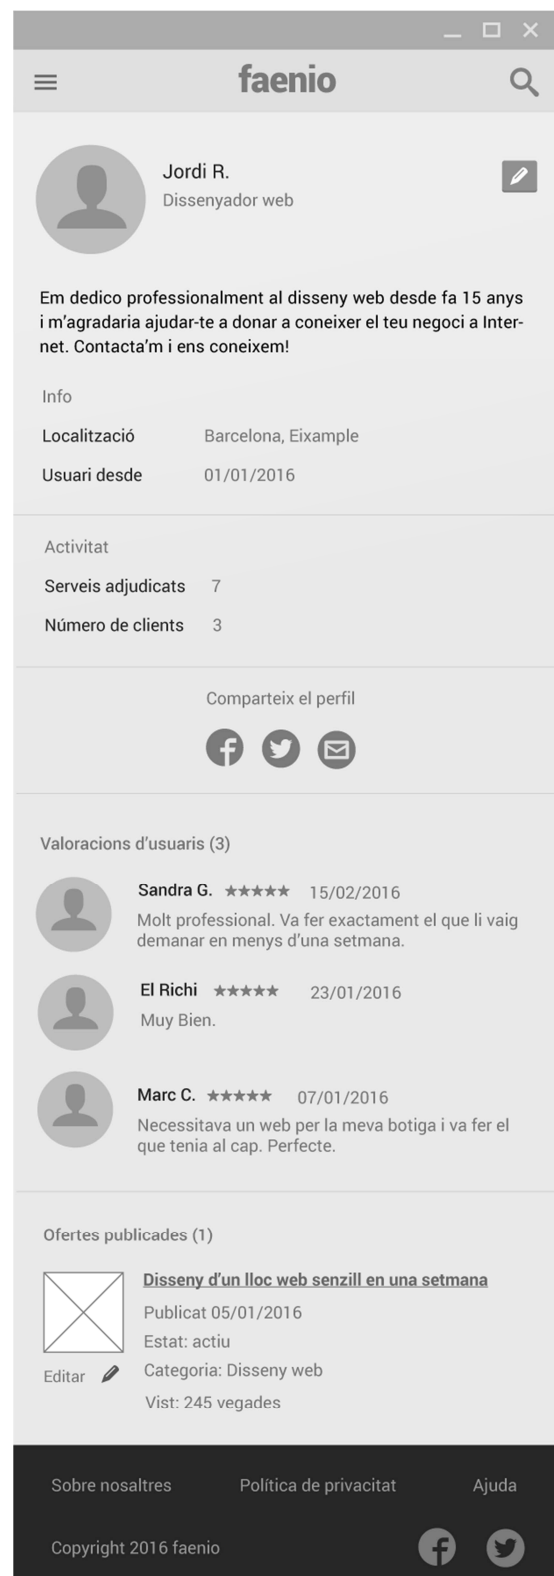 faenio
Jordi R.
Dissenyador web
Em dedico professionalment al disseny web desde fa 15 anys
i m'agradaria ajudar-te a donar a coneixer el teu negoci a Inter-
net. Contacta'm i ens coneixem!
Info
Localització Barcelona, Eixample
Usuari desde 01/01/2016
Activitat
Serveis adjudicats 7
Número de clients 3
Comparteix el perfil
Valoracions d'usuaris (3)
Sandra G. ★★★★★ 15/02/2016
Molt professional. Va fer exactament el que li vaig
demanar en menys d'una setmana.
El Richi ★★★★★ 23/01/2016
Muy Bien.
Marc C. ★★★★★ 07/01/2016
Necessitava un web per la meva botiga i va fer el
que tenia al cap. Perfecte.
Ofertes publicades (1)
Disseny d'un lloc web senzill en una setmana
Publicat 05/01/2016
Estat: actiu
Editar Categoria: Disseny web
Vist: 245 vegades
Sobre nosaltres Política de privacitat Ajuda
Copyright 2016 faenio